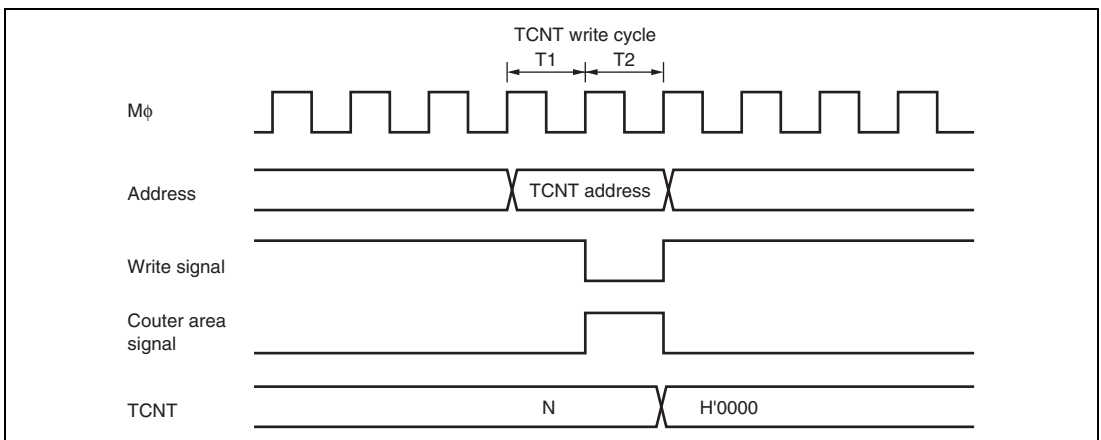 TCNT write cycle
T1 T2
Mϕ
Address
TCNT address
Write signal
Couter area
signal
TCNT
N
H'0000